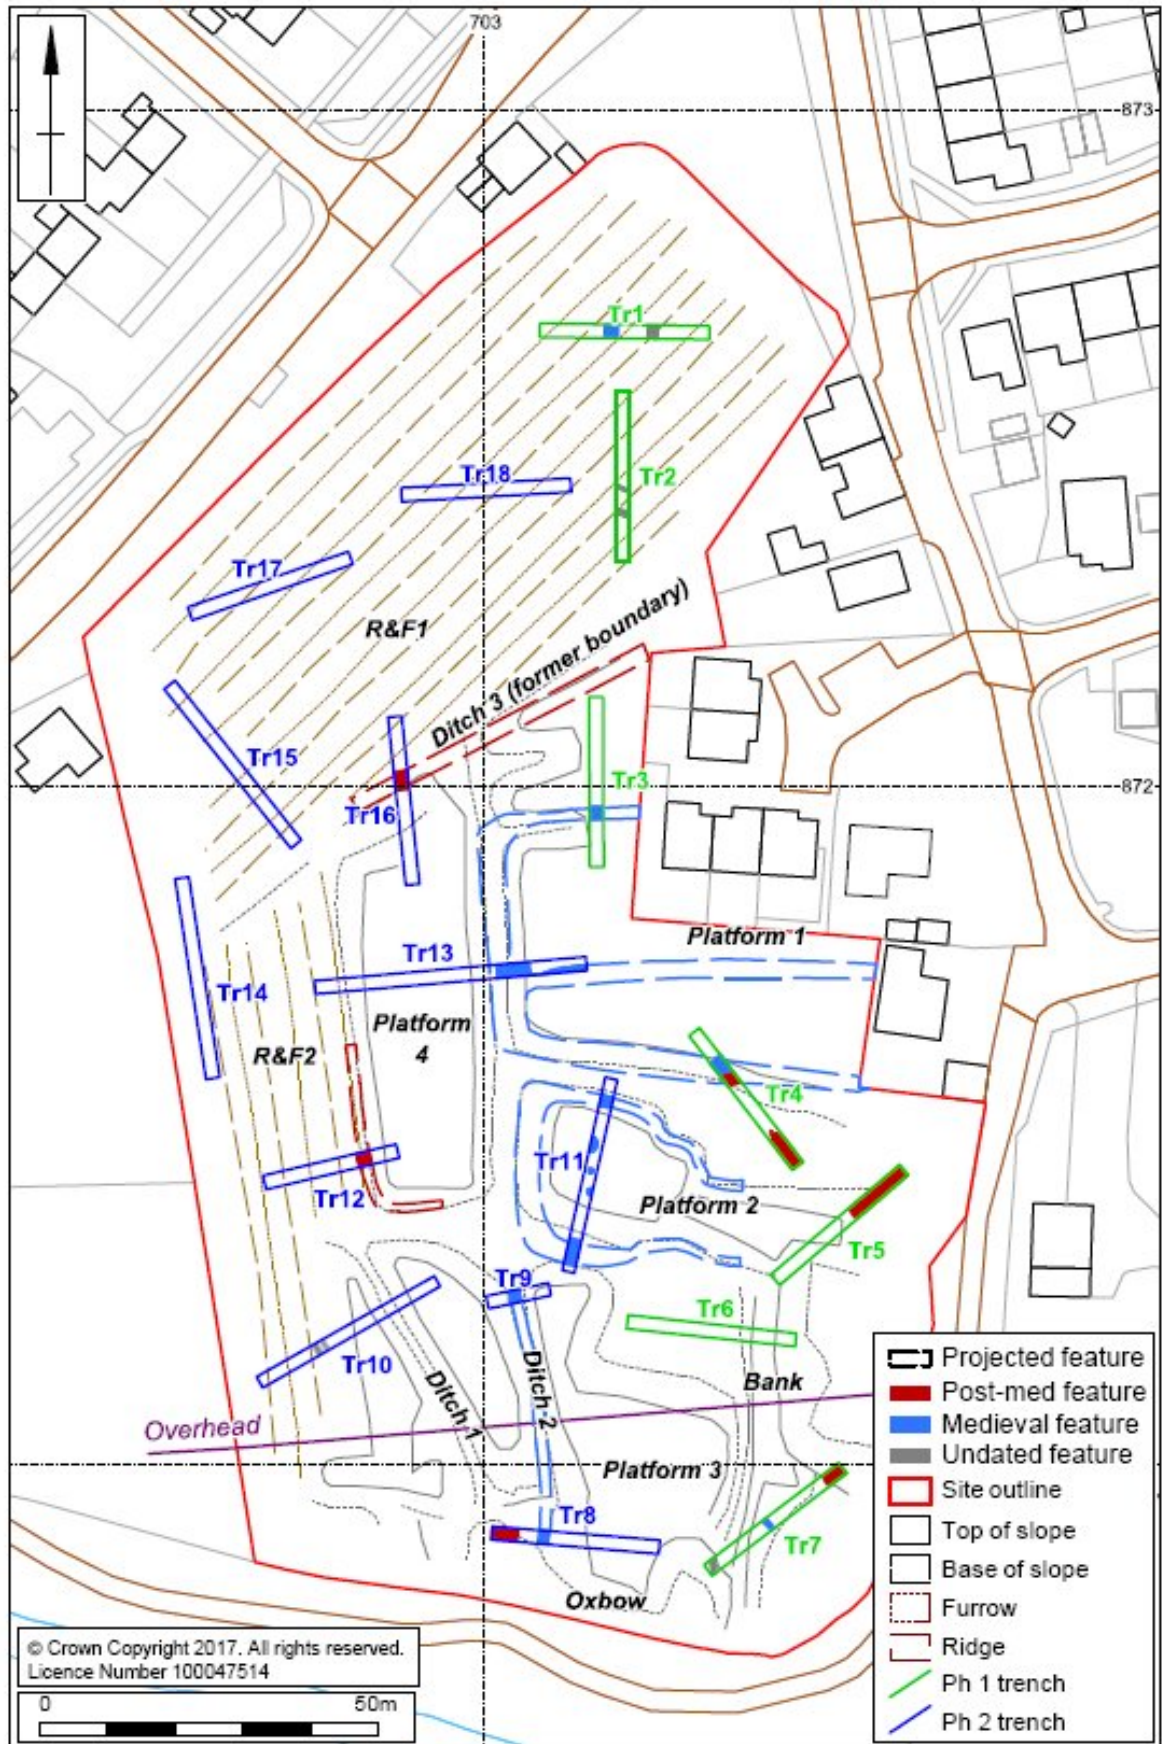 703
873
Tr1
Tr18
Tr2
Tr17
R&F1
Ditch 3 (former boundary)
Tr15
Tr3
872
Tr16
Platform 1
Tr13
Tr14
Platform
4
R&F2
Tr4
Tr11
Tr12
Platform 2
Tr5
Tr9
Tr6
Tr10
Ditch 1
Ditch 2
Bank
Overhead
Platform 3
Tr8
Tr7
Oxbow
Projected feature
Post-med feature
Medieval feature
Undated feature
Site outline
Top of slope
Base of slope
Furrow
Ridge
Ph 1 trench
Ph 2 trench
© Crown Copyright 2017. All rights reserved.
Licence Number 100047514
0 50m